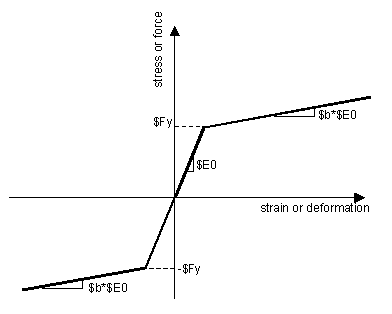 stress or force
$Fy
$b*$E0
$E0
strain or deformation
-$Fy
$b*$E0